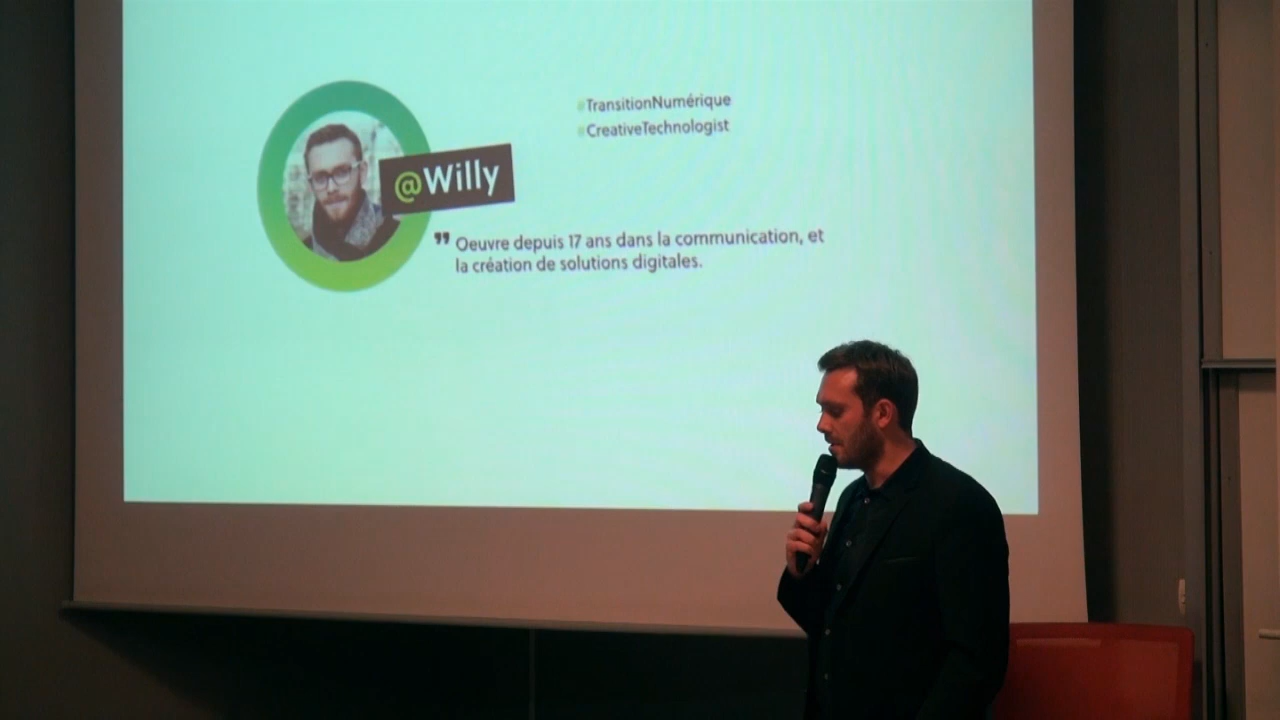 #TransitionNumérique
#CreativeTechnologist
@Willy
" Oeuvre depuis 17 ans dans la communication, et
la création de solutions digitales.